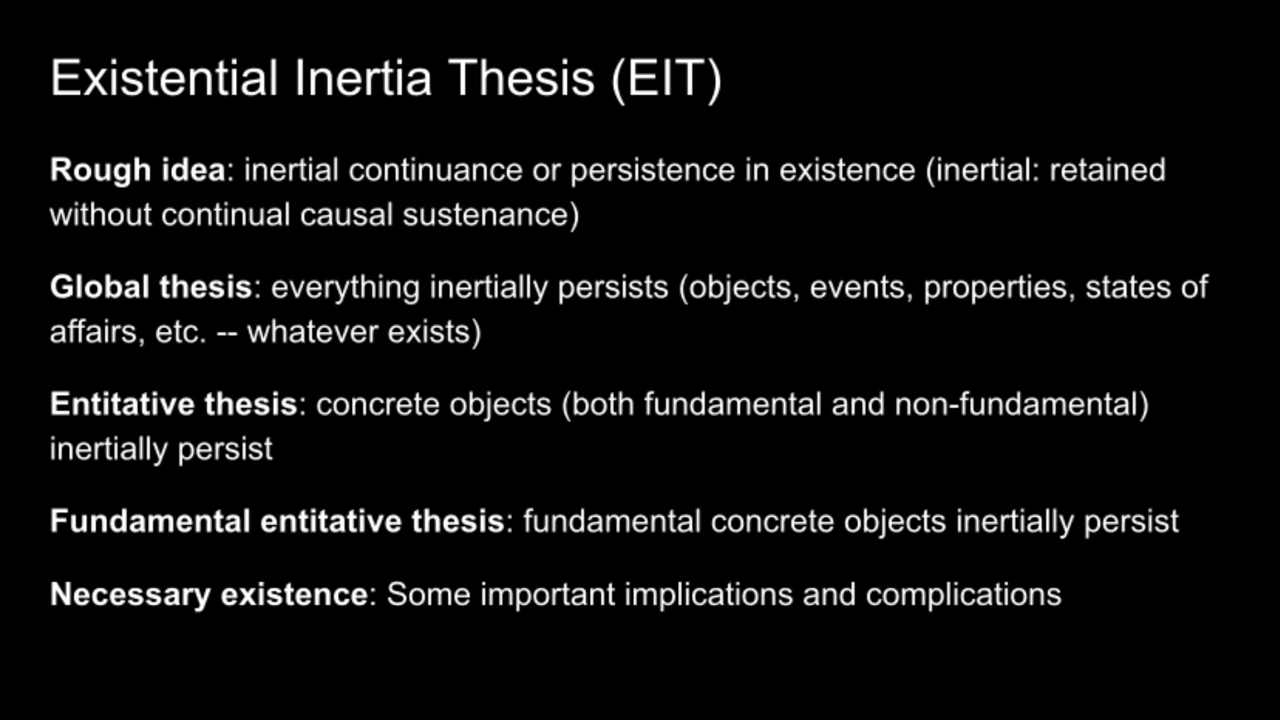 Existential Inertia Thesis (EIT)
Rough idea: inertial continuance or persistence in existence (inertial: retained
without continual causal sustenance)
Global thesis: everything inertially persists (objects, events, properties, states of
affairs, etc. -- whatever exists)
Entitative thesis: concrete objects (both fundamental and non-fundamental)
inertially persist
Fundamental entitative thesis: fundamental concrete objects inertially persist
Necessary existence: Some important implications and complications